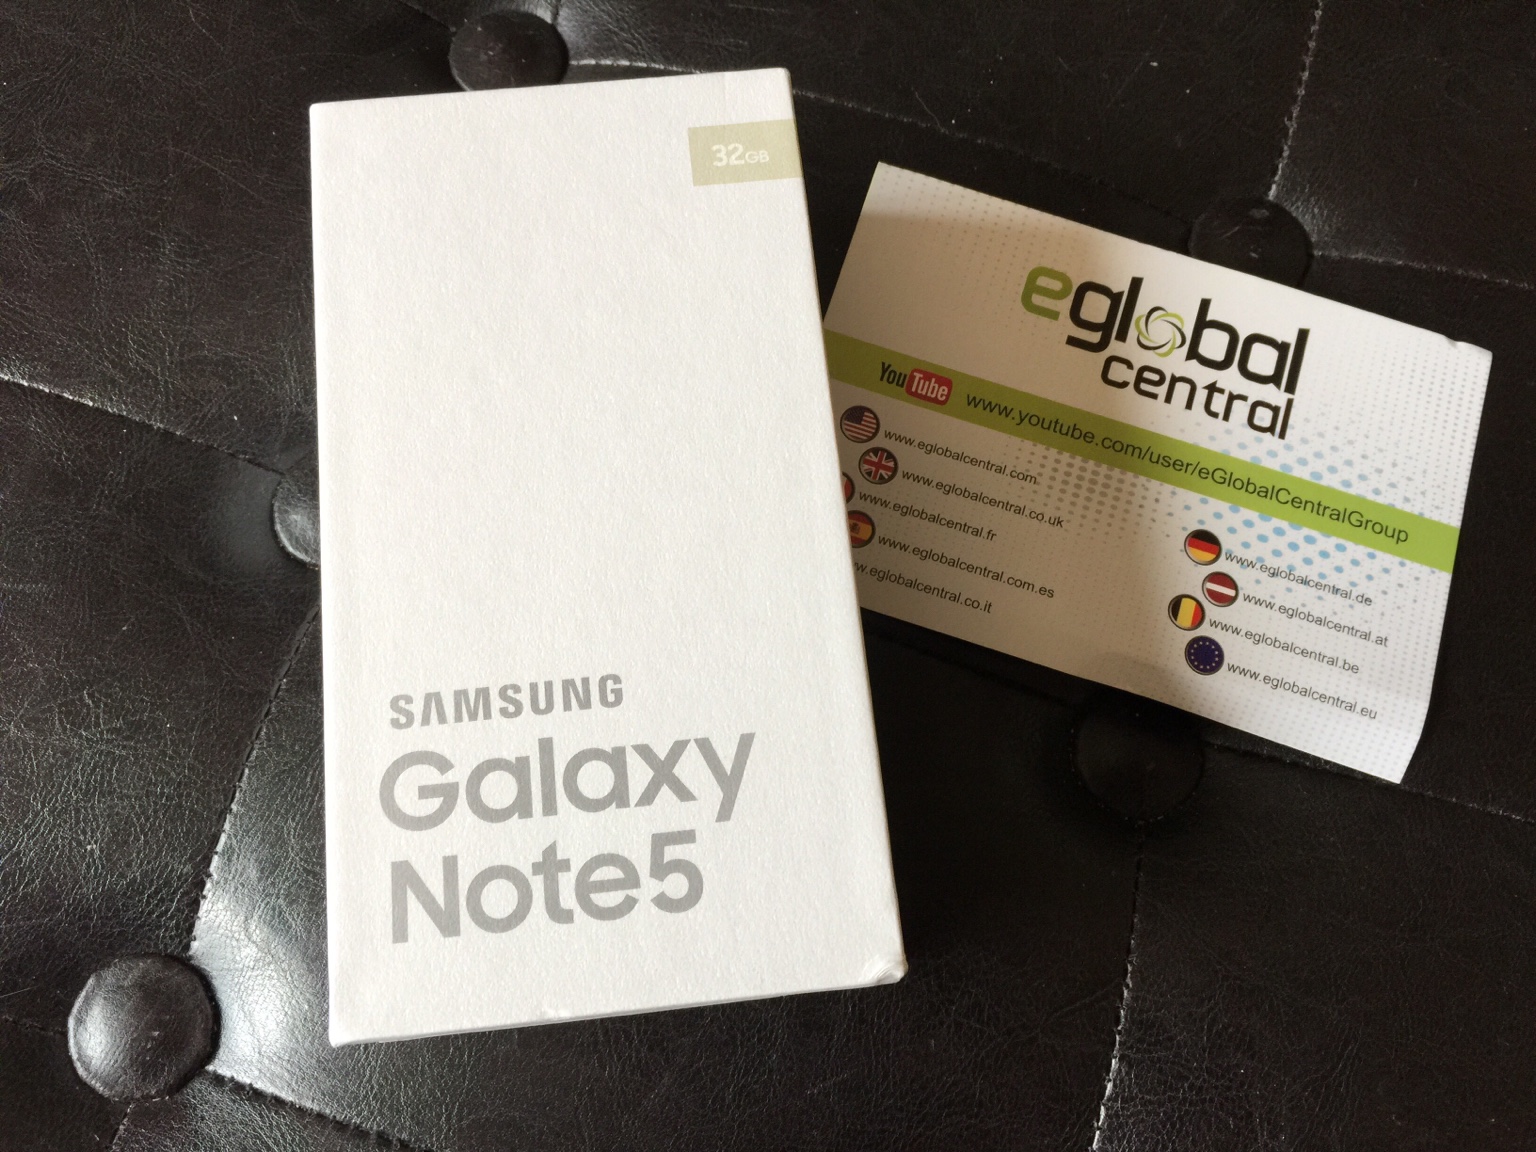 32GB
SAMSUNG
Galaxy
Note5
eglobal
central
YouTube www.youtube.com/user/eGlobalCentralGroup
www.eglobalcentral.com
www.eglobalcentral.co.uk
www.eglobalcentral.fr
www.eglobalcentral.com.es
.eglobalcentral.co.it
www.eglobalcentral.de
www.eglobalcentral.at
www.eglobalcentral.be
www.eglobalcentral.eu